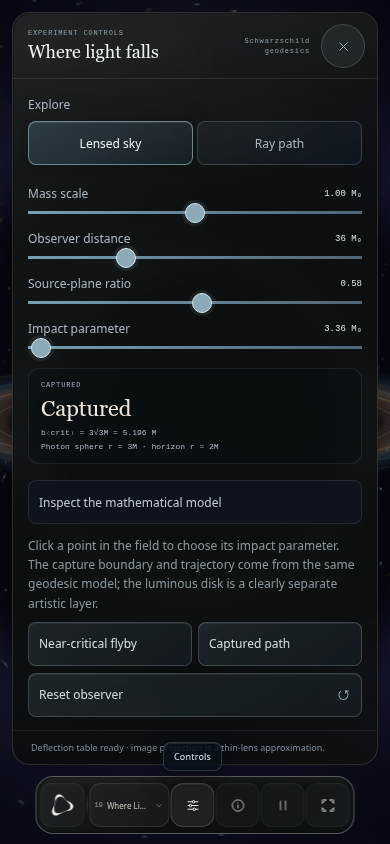 EXPERIMENT CONTROLS
Where light falls
Schwarzschild
geodesics
Explore
Lensed sky
Ray path
Mass scale
1.00 M₀
Observer distance
36 M₀
Source-plane ratio
0.58
Impact parameter
3.36 M₀
CAPTURED
Captured
b₍crit₎ = 3√3M = 5.196 M
Photon sphere r = 3M · horizon r = 2M
Inspect the mathematical model
Click a point in the field to choose its impact parameter.
The capture boundary and trajectory come from the same
geodesic model; the luminous disk is a clearly separate
artistic layer.
Near-critical flyby
Captured path
Reset observer
Deflection table ready · image thin-lens approximation.
Controls
19 Where Li...